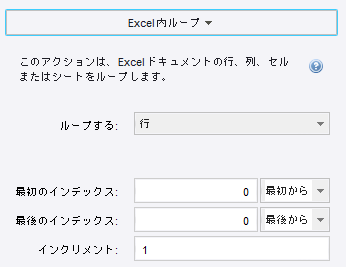 Excel内ループ
このアクションは、Excelドキュメントの行、列、セル
またはシートをループします。
ループする: 行
最初のインデックス: 0 最初から
最後のインデックス: 0 最後から
インクリメント: 1